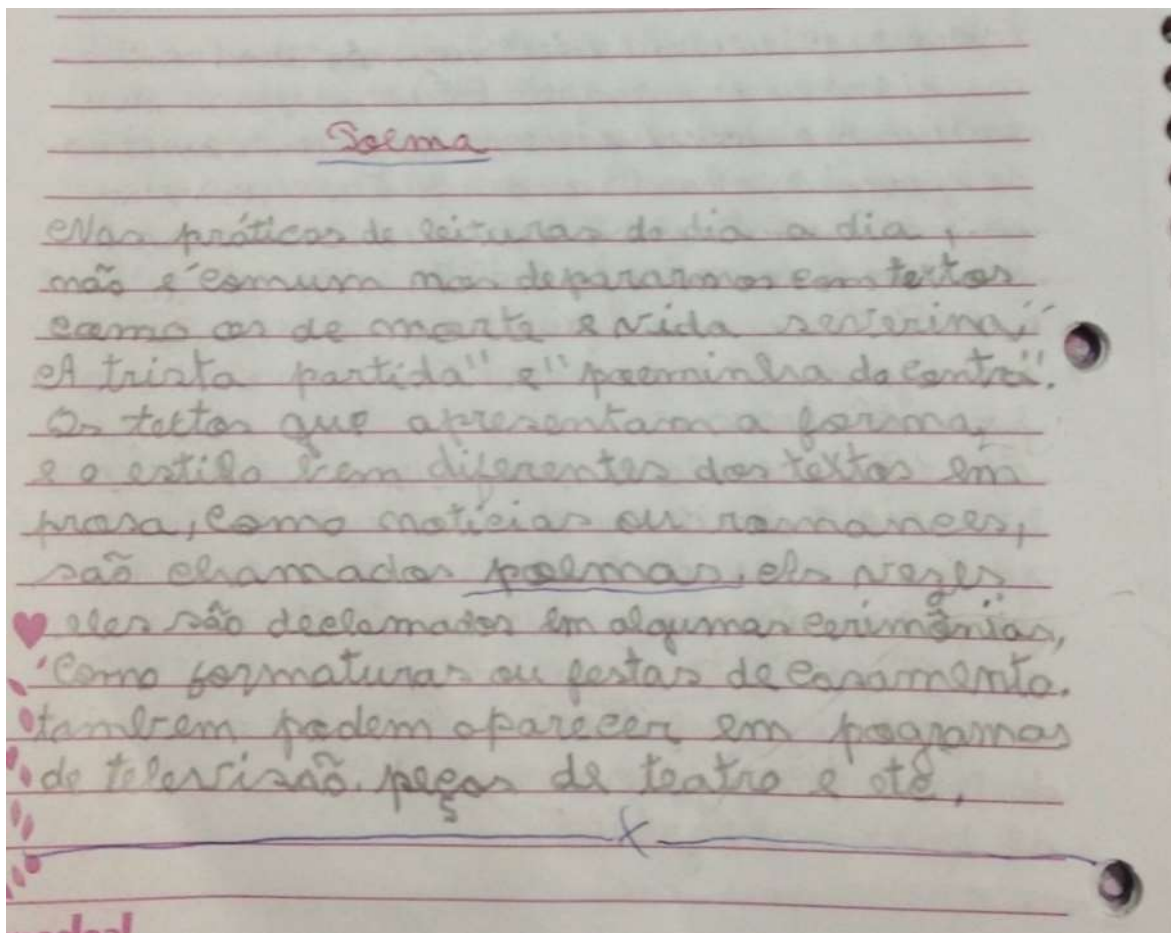 Poema
Nas práticas de leituras do dia a dia,
não é comum nos depararmos com textos
como os de morte e vida severina,"
A trista partida" e "poeminha do contra".
Os textos que apresentam a forma,
e o estilo bem diferentes dos textos em
prosa, como noticias ou romances,
são chamados poemas, Às vezes
eles são declamados em algumas cerimônias,
como formaturas ou festas de casamento.
também podem aparecer em pogramas
de televisão. peças de teatro e etc,
x